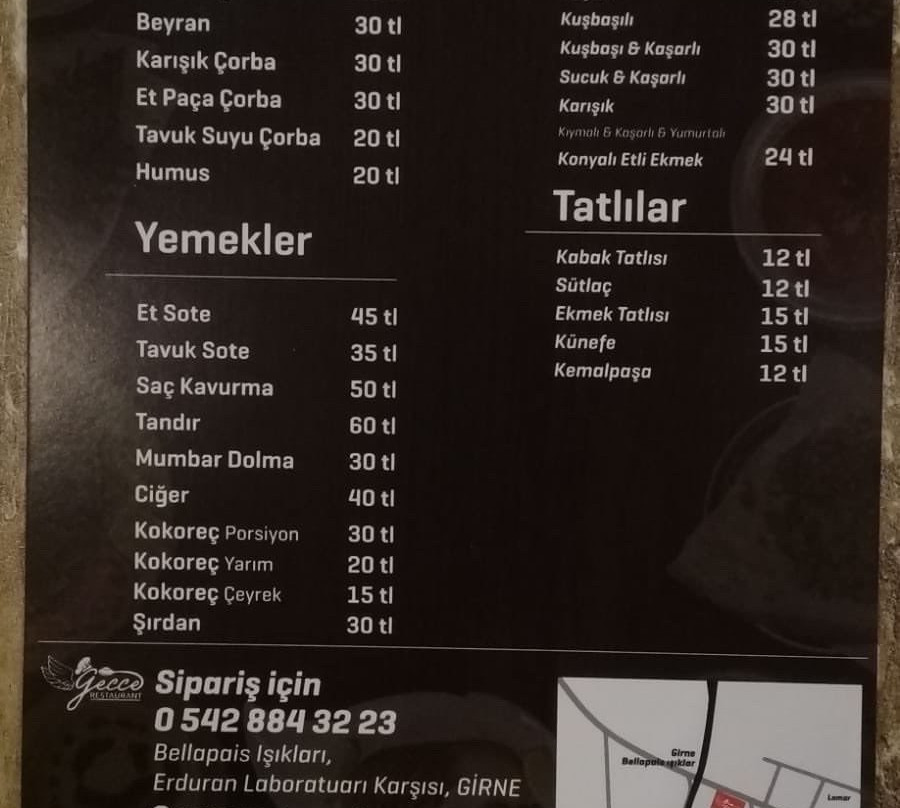 Beyran 30 tl
Karışık Çorba 30 tl
Et Paça Çorba 30 tl
Tavuk Suyu Çorba 20 tl
Humus 20 tl
Yemekler
Et Sote 45 tl
Tavuk Sote 35 tl
Saç Kavurma 50 tl
Tandır 60 tl
Mumbar Dolma 30 tl
Ciğer 40 tl
Kokoreç Porsiyon 30 tl
Kokoreç Yarım 20 tl
Kokoreç Çeyrek 15 tl
Şırdan 30 tl
Kuşbaşılı 28 tl
Kuşbaşı & Kaşarlı 30 tl
Sucuk & Kaşarlı 30 tl
Karışık 30 tl
Kıymalı & Kaşarlı & Yumurtalı
Konyalı Etli Ekmek 24 tl
Tatlılar
Kabak Tatlısı 12 tl
Sütlaç 12 tl
Ekmek Tatlısı 15 tl
Künefe 15 tl
Kemalpaşa 12 tl
Gecce
RESTAURANT
Sipariş için
0 542 884 32 23
Bellapais Işıkları,
Erduran Laboratuarı Karşısı, GİRNE
Girne
Bellapais ışıklar
Lemar